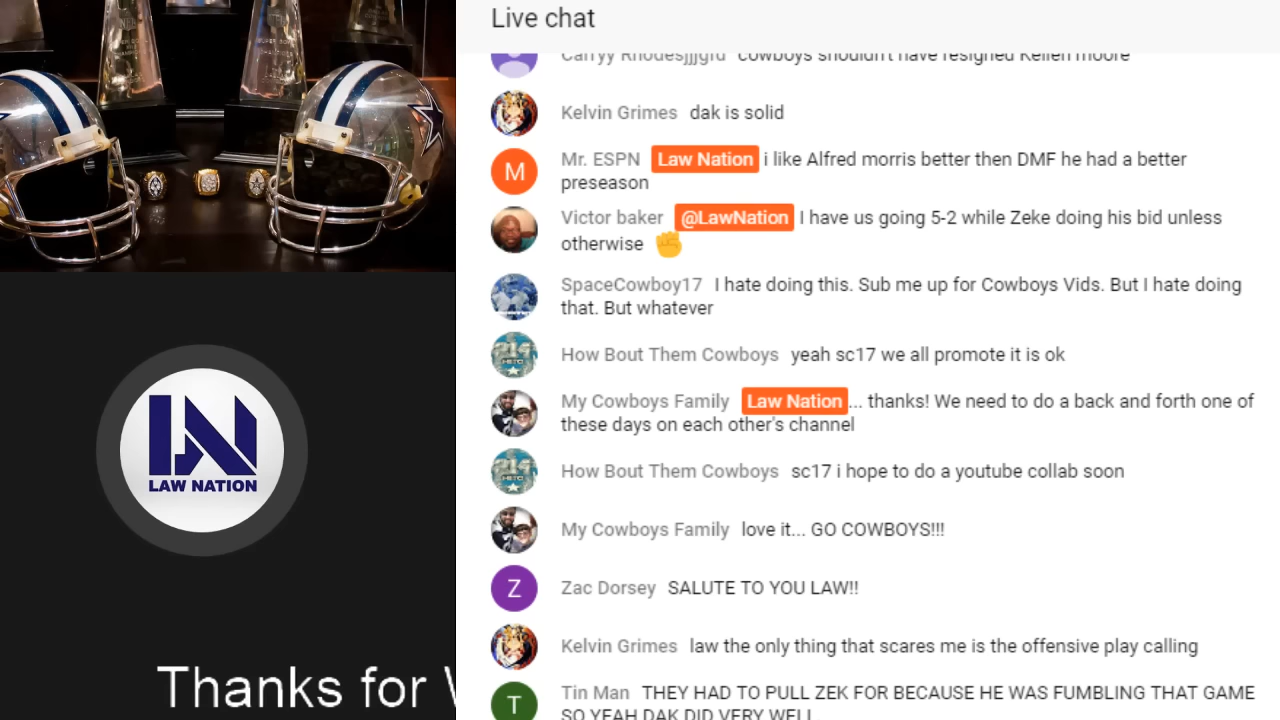 Live chat
Carryy Rhodesjjjgfd cowboys shouldn't have resigned Kellen moore
Kelvin Grimes dak is solid
M
Mr. ESPN Law Nation i like Alfred morris better then DMF he had a better
preseason
Victor baker @LawNation I have us going 5-2 while Zeke doing his bid unless
otherwise
SpaceCowboy17 I hate doing this. Sub me up for Cowboys Vids. But I hate doing
that. But whatever
How Bout Them Cowboys yeah sc17 we all promote it is ok
My Cowboys Family Law Nation... thanks! We need to do a back and forth one of
these days on each other's channel
How Bout Them Cowboys sc17 i hope to do a youtube collab soon
My Cowboys Family love it... GO COWBOYS!!!
Z
Zac Dorsey SALUTE TO YOU LAW!!
Kelvin Grimes law the only thing that scares me is the offensive play calling
T
Tin Man THEY HAD TO PULL ZEK FOR BECAUSE HE WAS FUMBLING THAT GAME
SO YEAH DAK DID VERY WELL
LN
LAW NATION
Thanks for